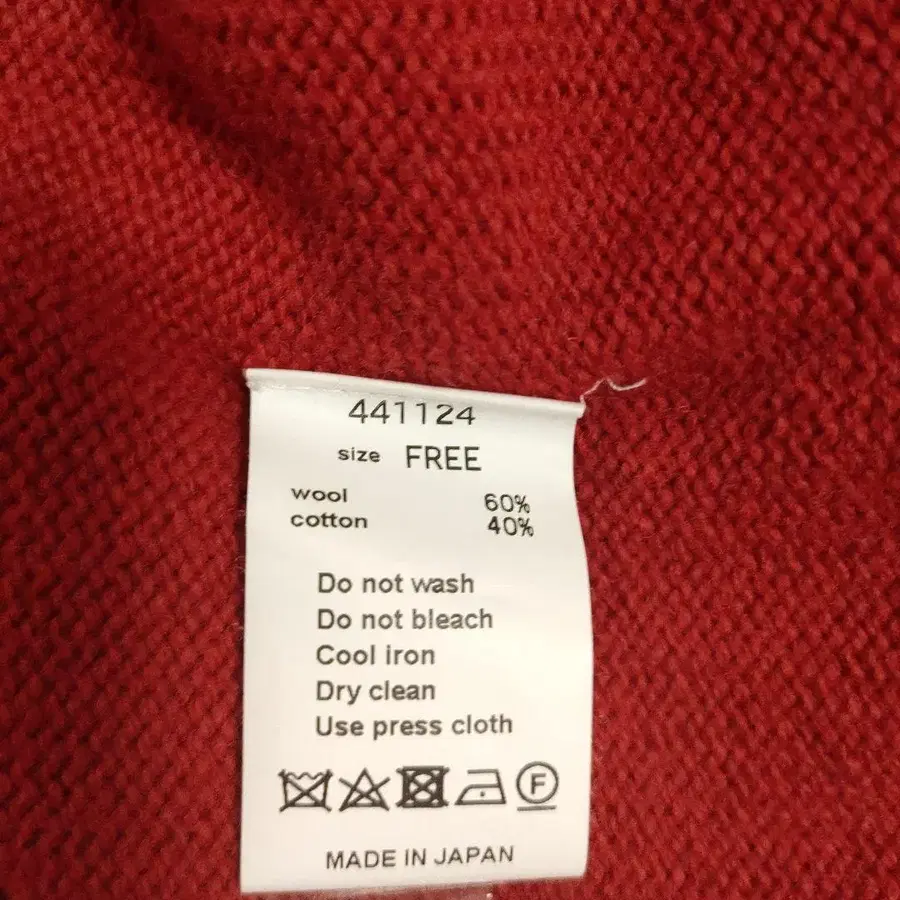 441124
size FREE
wool 60%
cotton 40%
Do not wash
Do not bleach
Cool iron
Dry clean
Use press cloth
F
MADE IN JAPAN